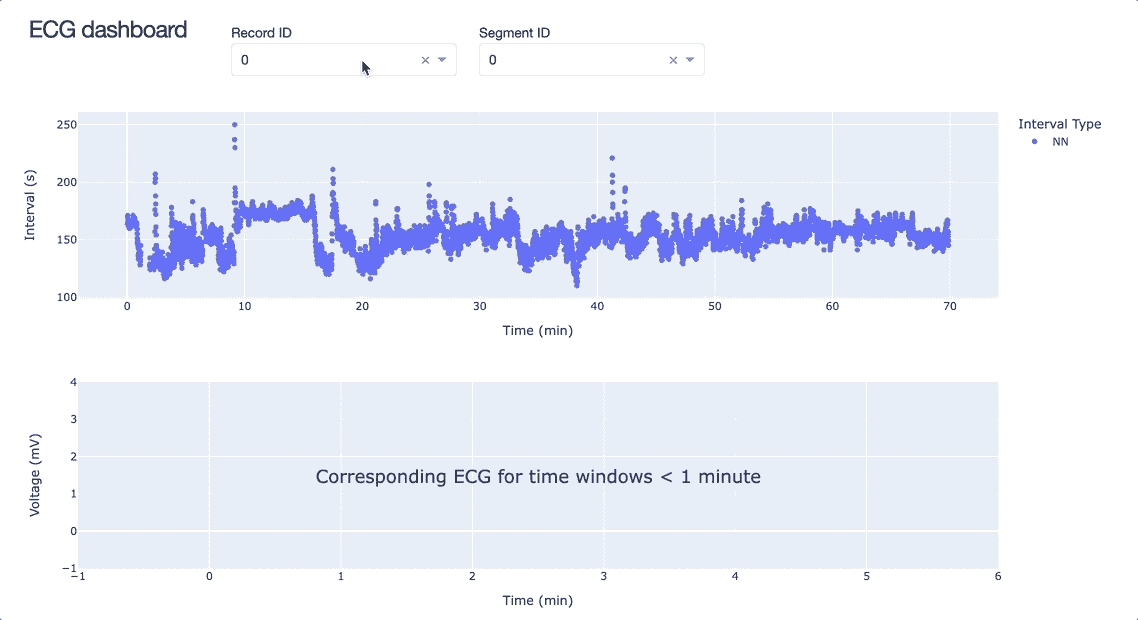 ECG dashboard
Record ID
Segment ID
0
0
250
200
150
100
Interval (s)
0 10 20 30 40 50 60 70
Time (min)
Interval Type
NN
4
3
2
1
0
−1
Voltage (mV)
Corresponding ECG for time windows < 1 minute
−1 0 1 2 3 4 5 6
Time (min)